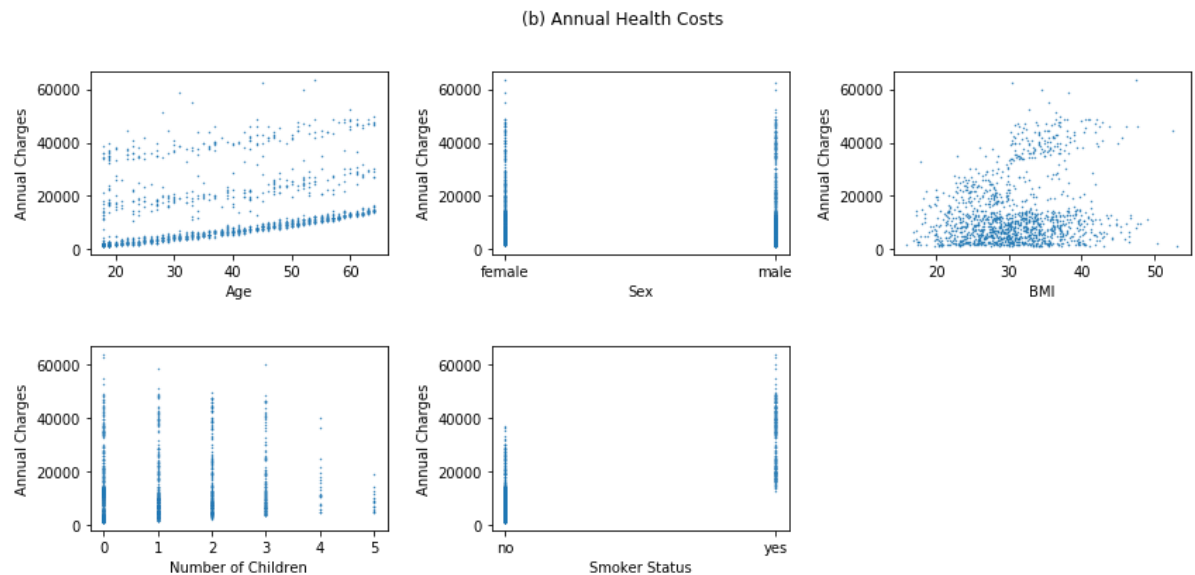 (b) Annual Health Costs
Annual Charges
60000
40000
20000
0
20
30
40
50
60
Age
Annual Charges
60000
40000
20000
0
female
male
Sex
Annual Charges
60000
40000
20000
0
20
30
40
50
BMI
Annual Charges
60000
40000
20000
0
0
1
2
3
4
5
Number of Children
Annual Charges
60000
40000
20000
0
no
yes
Smoker Status